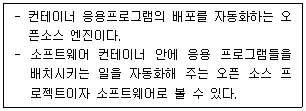 - 컨테이너 응용프로그램의 배포를 자동화하는 오
픈소스 엔진이다.
- 소프트웨어 컨테이너 안에 응용 프로그램들을
배치시키는 일을 자동화해 주는 오픈 소스 프
로젝트이자 소프트웨어로 볼 수 있다.